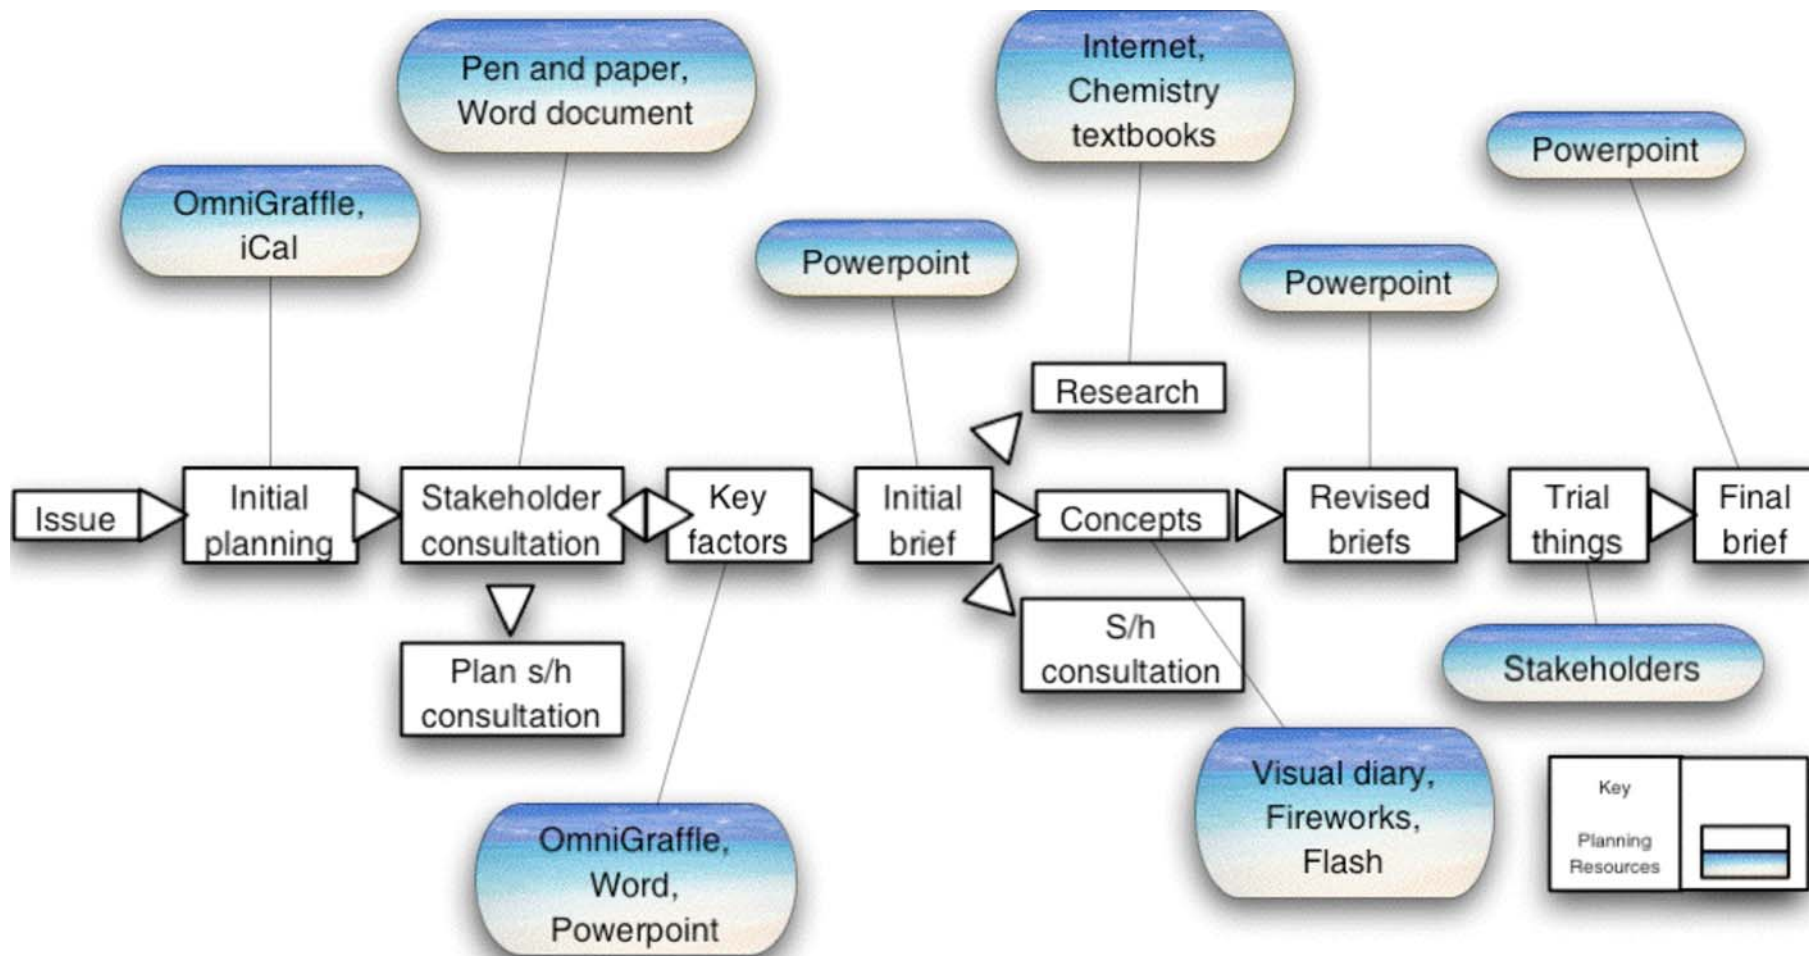 Pen and paper,
Word document
Internet,
Chemistry
textbooks
Powerpoint
OmniGraffle,
iCal
Powerpoint
Powerpoint
Research
Issue
Initial
planning
Stakeholder
consultation
Key
factors
Initial
brief
Concepts
Revised
briefs
Trial
things
Final
brief
Plan s/h
consultation
S/h
consultation
Stakeholders
OmniGraffle,
Word,
Powerpoint
Visual diary,
Fireworks,
Flash
Key
Planning
Resources